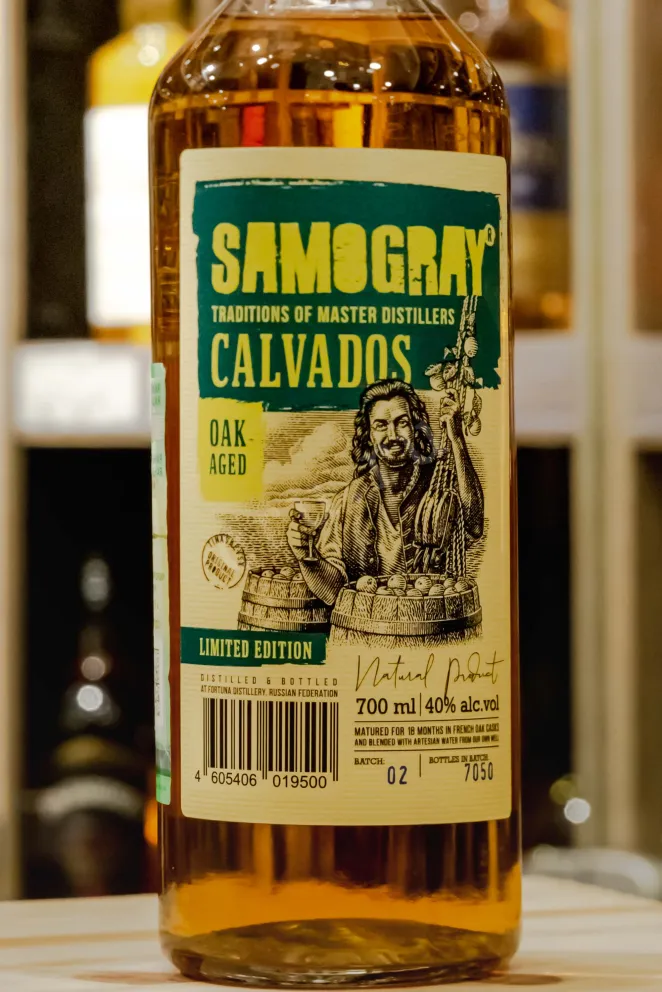 SAMOGRAY®
TRADITIONS OF MASTER DISTILLERS
CALVADOS
OAK
AGED
ORIGINAL
PRODUCT
LIMITED EDITION
Natural product
DISTILLED & BOTTLED
AT FORTUNA DISTILLERY, RUSSIAN FEDERATION
700 ml | 40% alc.vol
MATURED FOR 18 MONTHS IN FRENCH OAK CASKS
AND BLENDED WITH ARTESIAN WATER FROM OUR OWN WELL
BATCH: 02
BOTTLES IN BATCH: 7050
4 605406 019500